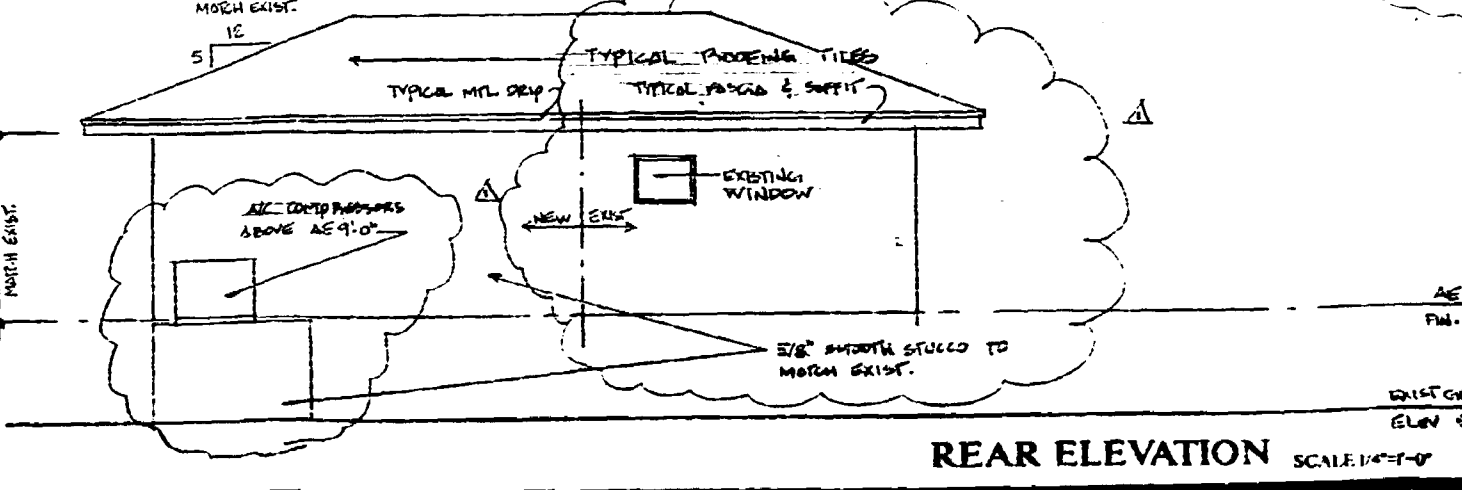 MATCH EXIST.
12
5
TYPICAL ROOFING TILES
TYPICAL MTL DRIP
TYPICAL FASCIA & SOFFIT
1
EXISTING
WINDOW
1
A/C COMPRESSORS
ABOVE AE 9'-0"
NEW EXIST
MATCH EXIST.
AE
FIN.
5/8" SMOOTH STUCCO TO
MATCH EXIST.
EXIST
ELEV
REAR ELEVATION SCALE 1/4"=1'-0"